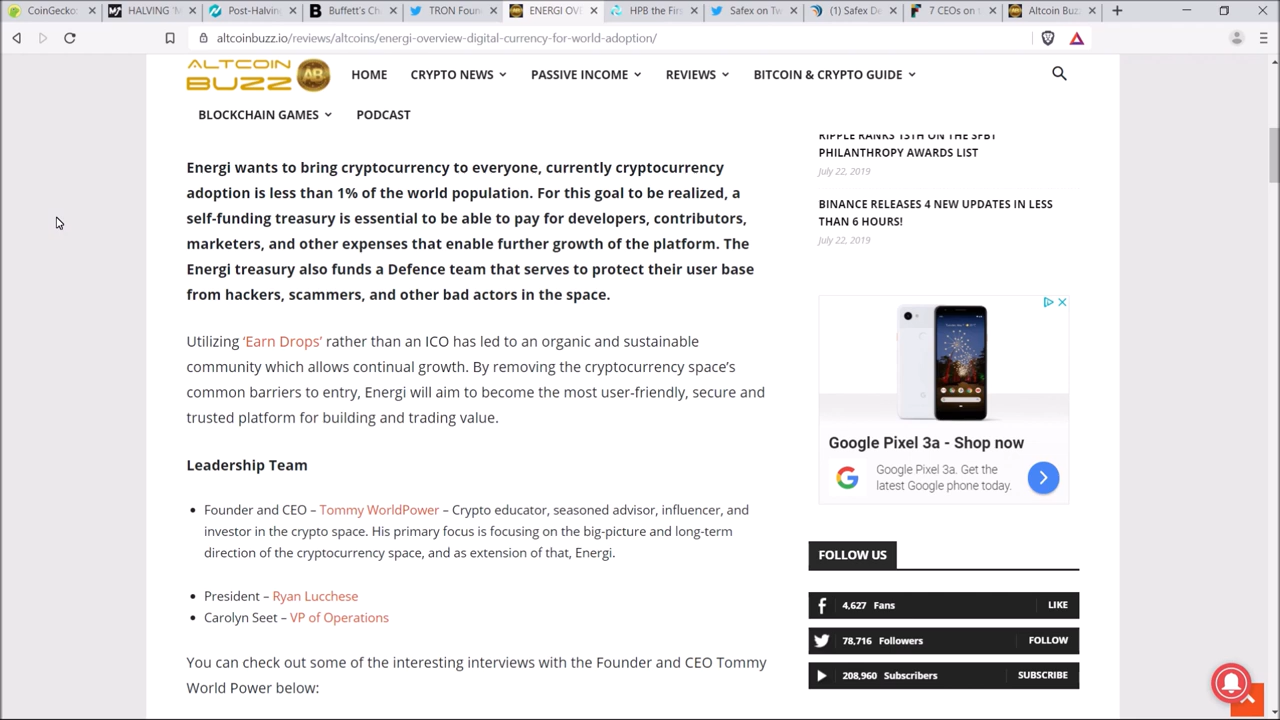 CoinGecko:
HALVING 'M
Post-Halvin
Buffett's Ch
TRON Foun
ENERGI OV
HPB the Firs
Safex on Tw
(1) Safex De
7 CEOs on t
Altcoin Buz
altcoinbuzz.io/reviews/altcoins/energi-overview-digital-currency-for-world-adoption/
ALTCOIN
BUZZ
AB
HOME
CRYPTO NEWS
PASSIVE INCOME
REVIEWS
BITCOIN & CRYPTO GUIDE
BLOCKCHAIN GAMES
PODCAST
Energi wants to bring cryptocurrency to everyone, currently cryptocurrency
adoption is less than 1% of the world population. For this goal to be realized, a
self-funding treasury is essential to be able to pay for developers, contributors,
marketers, and other expenses that enable further growth of the platform. The
Energi treasury also funds a Defence team that serves to protect their user base
from hackers, scammers, and other bad actors in the space.
Utilizing 'Earn Drops' rather than an ICO has led to an organic and sustainable
community which allows continual growth. By removing the cryptocurrency space's
common barriers to entry, Energi will aim to become the most user-friendly, secure and
trusted platform for building and trading value.
Leadership Team
Founder and CEO – Tommy WorldPower – Crypto educator, seasoned advisor, influencer, and
investor in the crypto space. His primary focus is focusing on the big-picture and long-term
direction of the cryptocurrency space, and as extension of that, Energi.
President – Ryan Lucchese
Carolyn Seet – VP of Operations
You can check out some of the interesting interviews with the Founder and CEO Tommy
World Power below:
RIPPLE RANKS 13TH ON THE SFBT
PHILANTHROPY AWARDS LIST
July 22, 2019
BINANCE RELEASES 4 NEW UPDATES IN LESS
THAN 6 HOURS!
July 22, 2019
Google Pixel 3a - Shop now
Google Pixel 3a. Get the
latest Google phone today.
FOLLOW US
4,627 Fans LIKE
78,716 Followers FOLLOW
208,960 Subscribers SUBSCRIBE